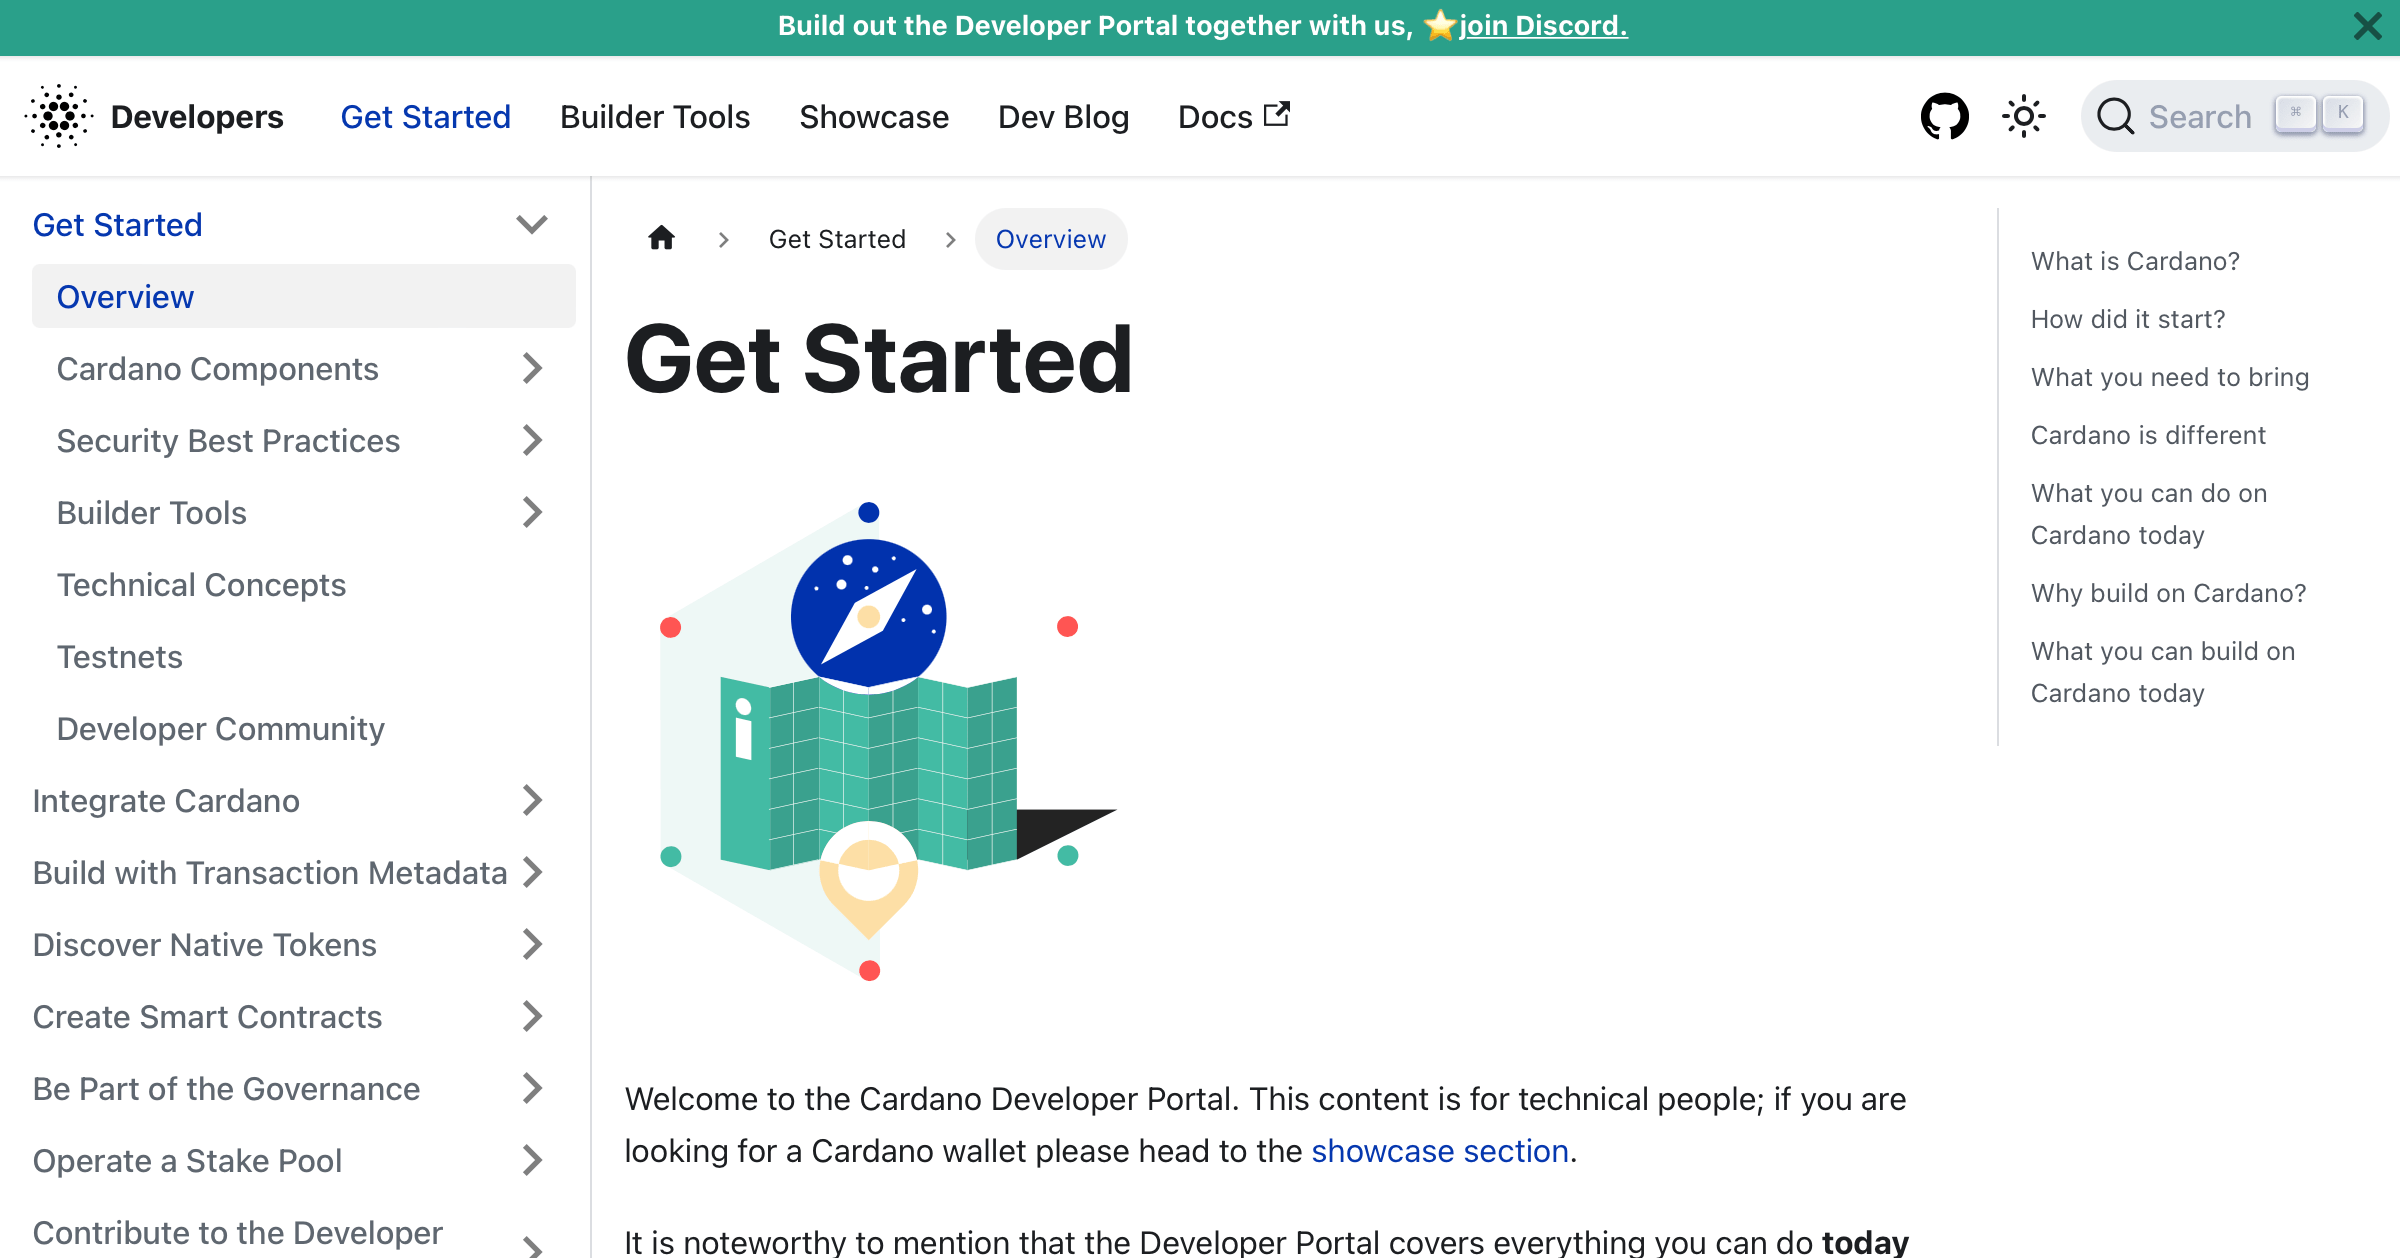 Build out the Developer Portal together with us, ⭐join Discord.
Developers Get Started Builder Tools Showcase Dev Blog Docs Search ⌘ K
Get Started
Overview
Cardano Components
Security Best Practices
Builder Tools
Technical Concepts
Testnets
Developer Community
Integrate Cardano
Build with Transaction Metadata
Discover Native Tokens
Create Smart Contracts
Be Part of the Governance
Operate a Stake Pool
Contribute to the Developer
Get Started Overview
Get Started
i
Welcome to the Cardano Developer Portal. This content is for technical people; if you are
looking for a Cardano wallet please head to the showcase section.
It is noteworthy to mention that the Developer Portal covers everything you can do today
What is Cardano?
How did it start?
What you need to bring
Cardano is different
What you can do on
Cardano today
Why build on Cardano?
What you can build on
Cardano today